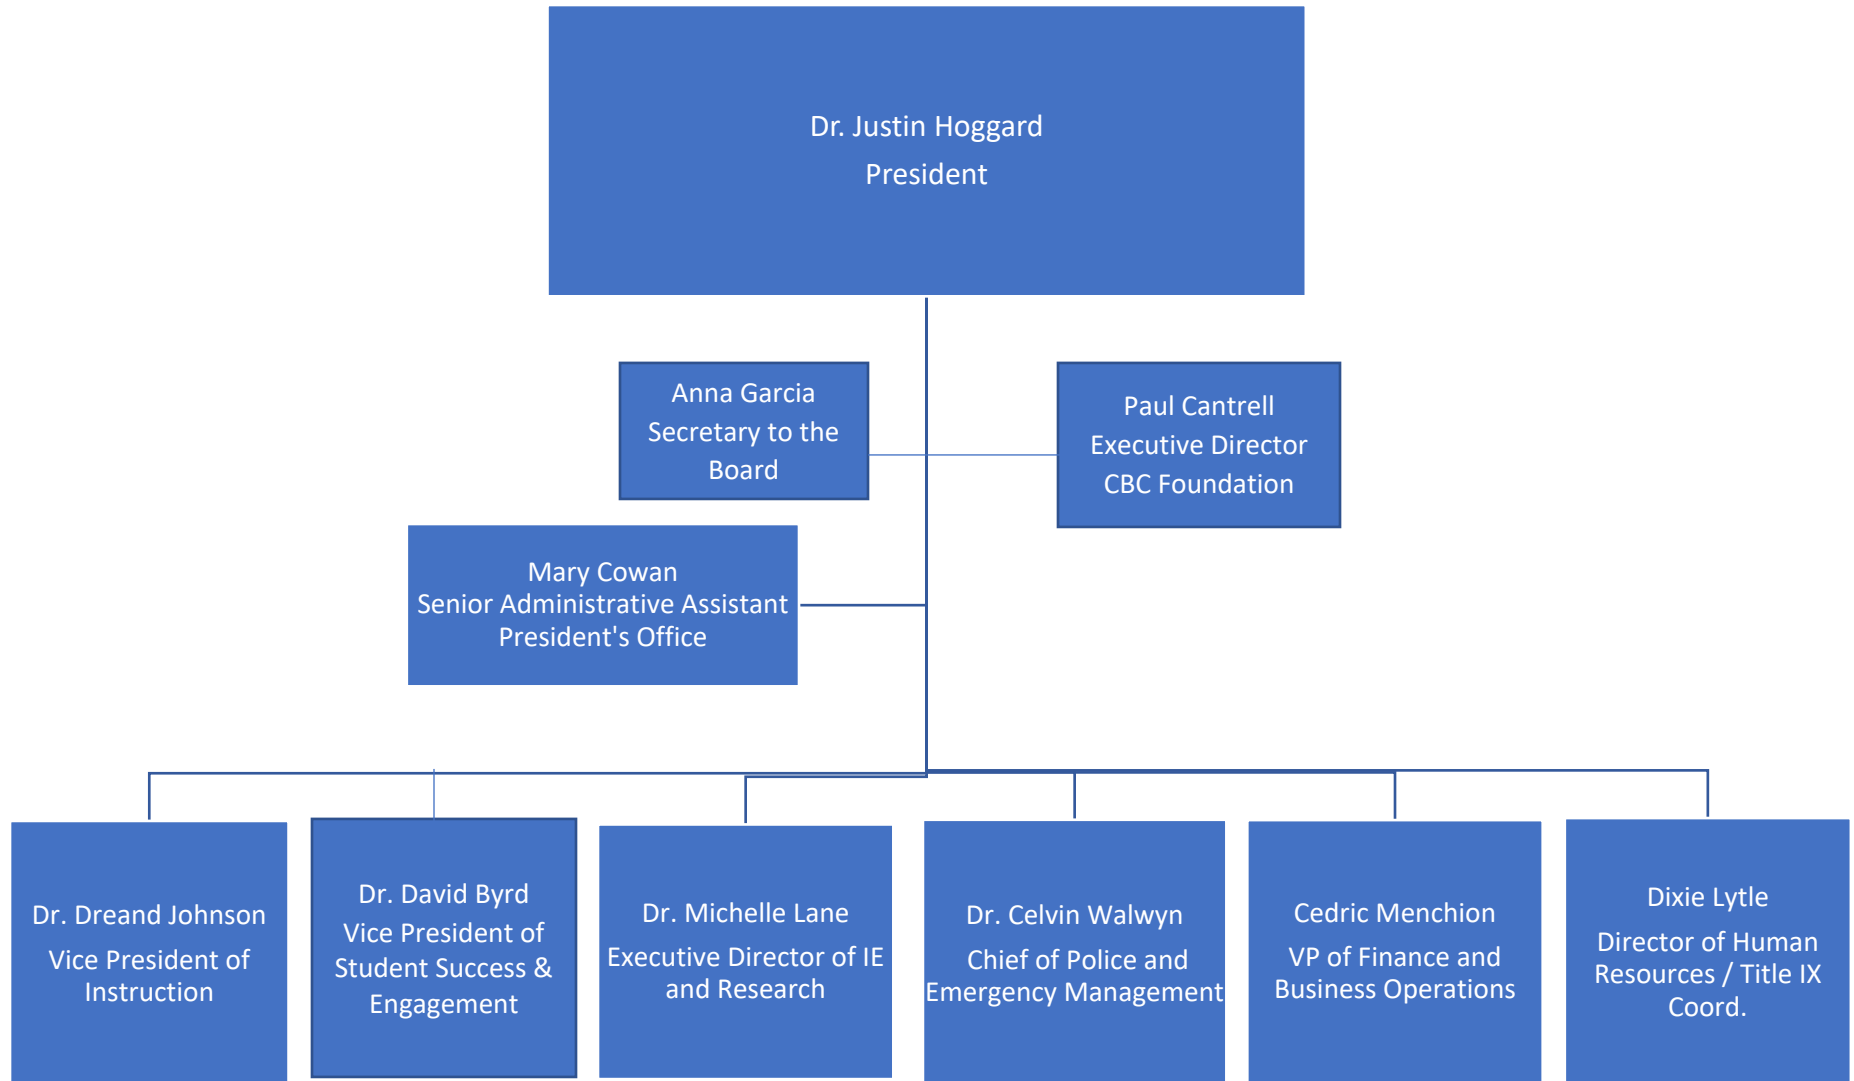 Dr. Justin Hoggard
President
Anna Garcia
Secretary to the
Board
Paul Cantrell
Executive Director
CBC Foundation
Mary Cowan
Senior Administrative Assistant
President's Office
Dr. Dreand Johnson
Vice President of
Instruction
Dr. David Byrd
Vice President of
Student Success &
Engagement
Dr. Michelle Lane
Executive Director of IE
and Research
Dr. Celvin Walwyn
Chief of Police and
Emergency Management
Cedric Menchion
VP of Finance and
Business Operations
Dixie Lytle
Director of Human
Resources / Title IX
Coord.